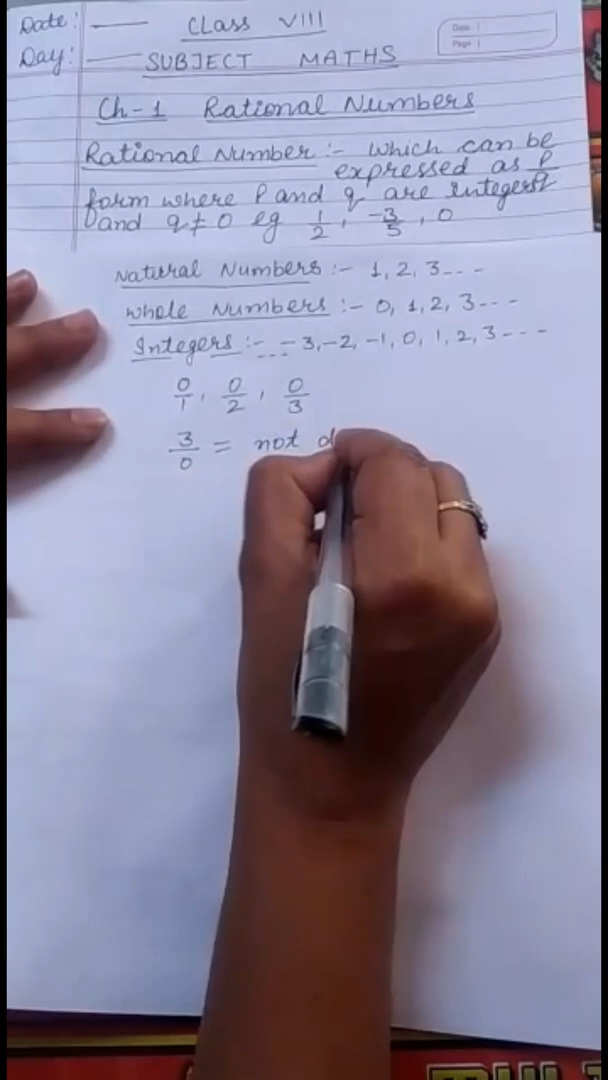 Date: — CLASS VIII
Date: |
Page |
Day: — SUBJECT MATHS
Ch-1 Rational Numbers
Rational Number :- which can be
expressed as P/q
form where P and q are integers
and q ≠ 0 eg 1/2, -3/5, 0
Natural Numbers :- 1, 2, 3---
Whole Numbers :- 0, 1, 2, 3---
Integers :- --- -3, -2, -1, 0, 1, 2, 3---
0/1, 0/2, 0/3
3/0 = not d